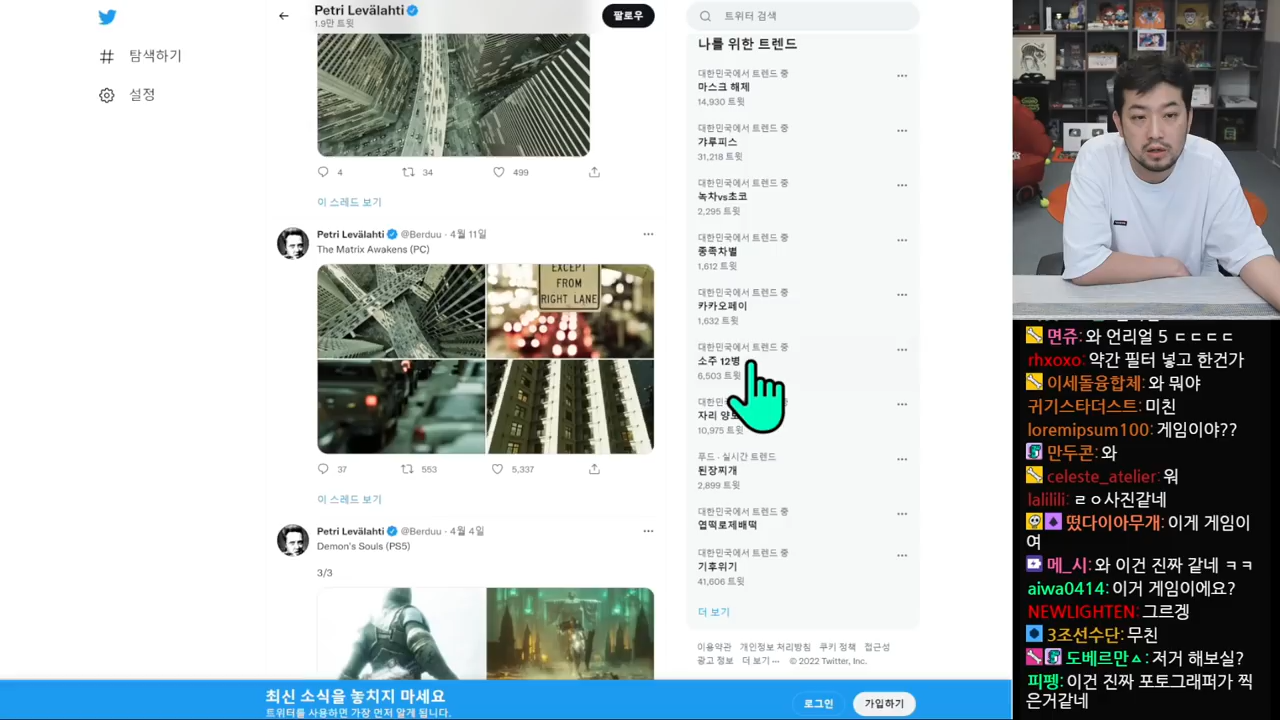 탐색하기
설정
Petri Levälahti
1.9만 트윗
팔로우
4
34
499
이 스레드 보기
Petri Levälahti @Berduu · 4월 11일
The Matrix Awakens (PC)
EXCEPT
FROM
RIGHT LANE
37
553
5,337
이 스레드 보기
Petri Levälahti @Berduu · 4월 4일
Demon's Souls (PS5)
3/3
트위터 검색
나를 위한 트렌드
대한민국에서 트렌드 중
마스크 해제
14,930 트윗
대한민국에서 트렌드 중
갸루피스
31,218 트윗
대한민국에서 트렌드 중
녹차vs초코
2,295 트윗
대한민국에서 트렌드 중
종족차별
1,612 트윗
대한민국에서 트렌드 중
카카오페이
1,632 트윗
대한민국에서 트렌드 중
소주 12병
6,503 트윗
자리
10,975 트윗
푸드 · 실시간 트렌드
된장찌개
2,899 트윗
대한민국에서 트렌드 중
엽떡로제배떡
대한민국에서 트렌드 중
기후위기
41,606 트윗
더 보기
이용약관 개인정보 처리방침 쿠키 정책 접근성
광고 정보 더 보기 ··· © 2022 Twitter, Inc.
최신 소식을 놓치지 마세요
트위터를 사용하면 가장 먼저 알게 됩니다.
로그인
가입하기
면쥬: 와 언리얼 5 ㄷㄷㄷㄷ
rhxoxo: 약간 필터 넣고 한건가
이세돌융합체: 와 뭐야
귀기스타더스트: 미친
loremipsum100: 게임이야??
만두콘: 와
celeste_atelier: 워
lalilili: ㄹㅇ사진같네
떴다이아무개: 이게 게임이
여
메_시: 와 이건 진짜 같네 ㅋㅋ
aiwa0414: 이거 게임이에요?
NEWLIGHTEN: 그르겡
3조선수단: 무친
도베르만ㅿ: 저거 해보실?
피펭: 이건 진짜 포토그래퍼가 찍
은거같네